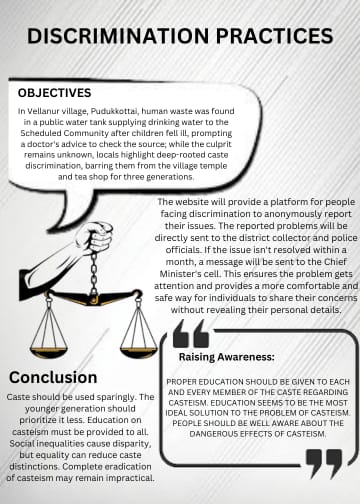 DISCRIMINATION PRACTICES
OBJECTIVES
In Vellanur village, Pudukkottai, human waste was found
in a public water tank supplying drinking water to the
Scheduled Community after children fell ill, prompting
a doctor's advice to check the source; while the culprit
remains unknown, locals highlight deep-rooted caste
discrimination, barring them from the village temple
and tea shop for three generations.
The website will provide a platform for people
facing discrimination to anonymously report
their issues. The reported problems will be
directly sent to the district collector and police
officials. If the issue isn't resolved within a
month, a message will be sent to the Chief
Minister's cell. This ensures the problem gets
attention and provides a more comfortable and
safe way for individuals to share their concerns
without revealing their personal details.
Raising Awareness:
PROPER EDUCATION SHOULD BE GIVEN TO EACH
AND EVERY MEMBER OF THE CASTE REGARDING
CASTEISM. EDUCATION SEEMS TO BE THE MOST
IDEAL SOLUTION TO THE PROBLEM OF CASTEISM.
PEOPLE SHOULD BE WELL AWARE ABOUT THE
DANGEROUS EFFECTS OF CASTEISM.
Conclusion
Caste should be used sparingly. The
younger generation should
prioritize it less. Education on
casteism must be provided to all.
Social inequalities cause disparity,
but equality can reduce caste
distinctions. Complete eradication
of casteism may remain impractical.